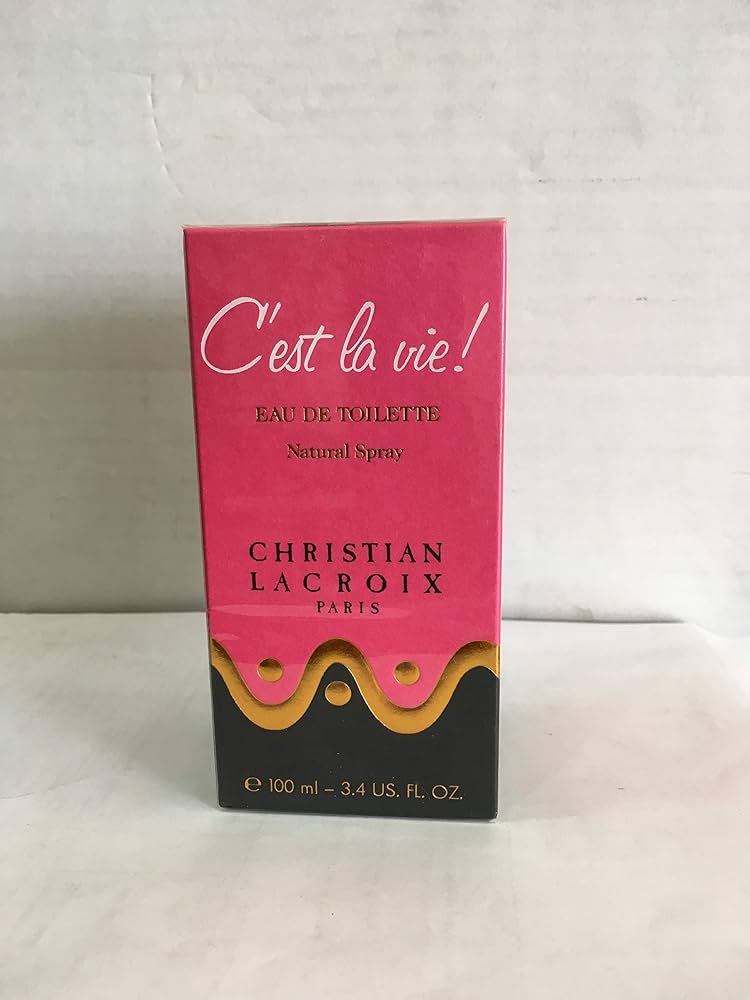 C'est la vie!
EAU DE TOILETTE
Natural Spray
CHRISTIAN
LACROIX
PARIS
℮ 100 ml – 3.4 US. FL. OZ.